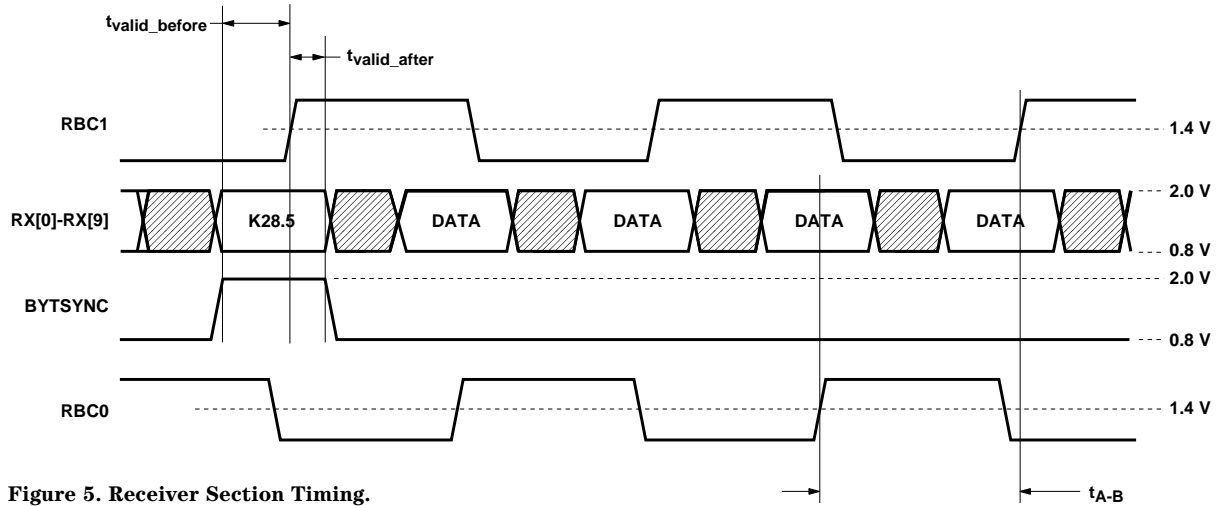 tvalid_before
tvalid_after
RBC1
1.4 V
2.0 V
RX[0]-RX[9]
K28.5 DATA DATA DATA DATA
0.8 V
2.0 V
BYTSYNC
0.8 V
RBC0
1.4 V
Figure 5. Receiver Section Timing.
tA-B